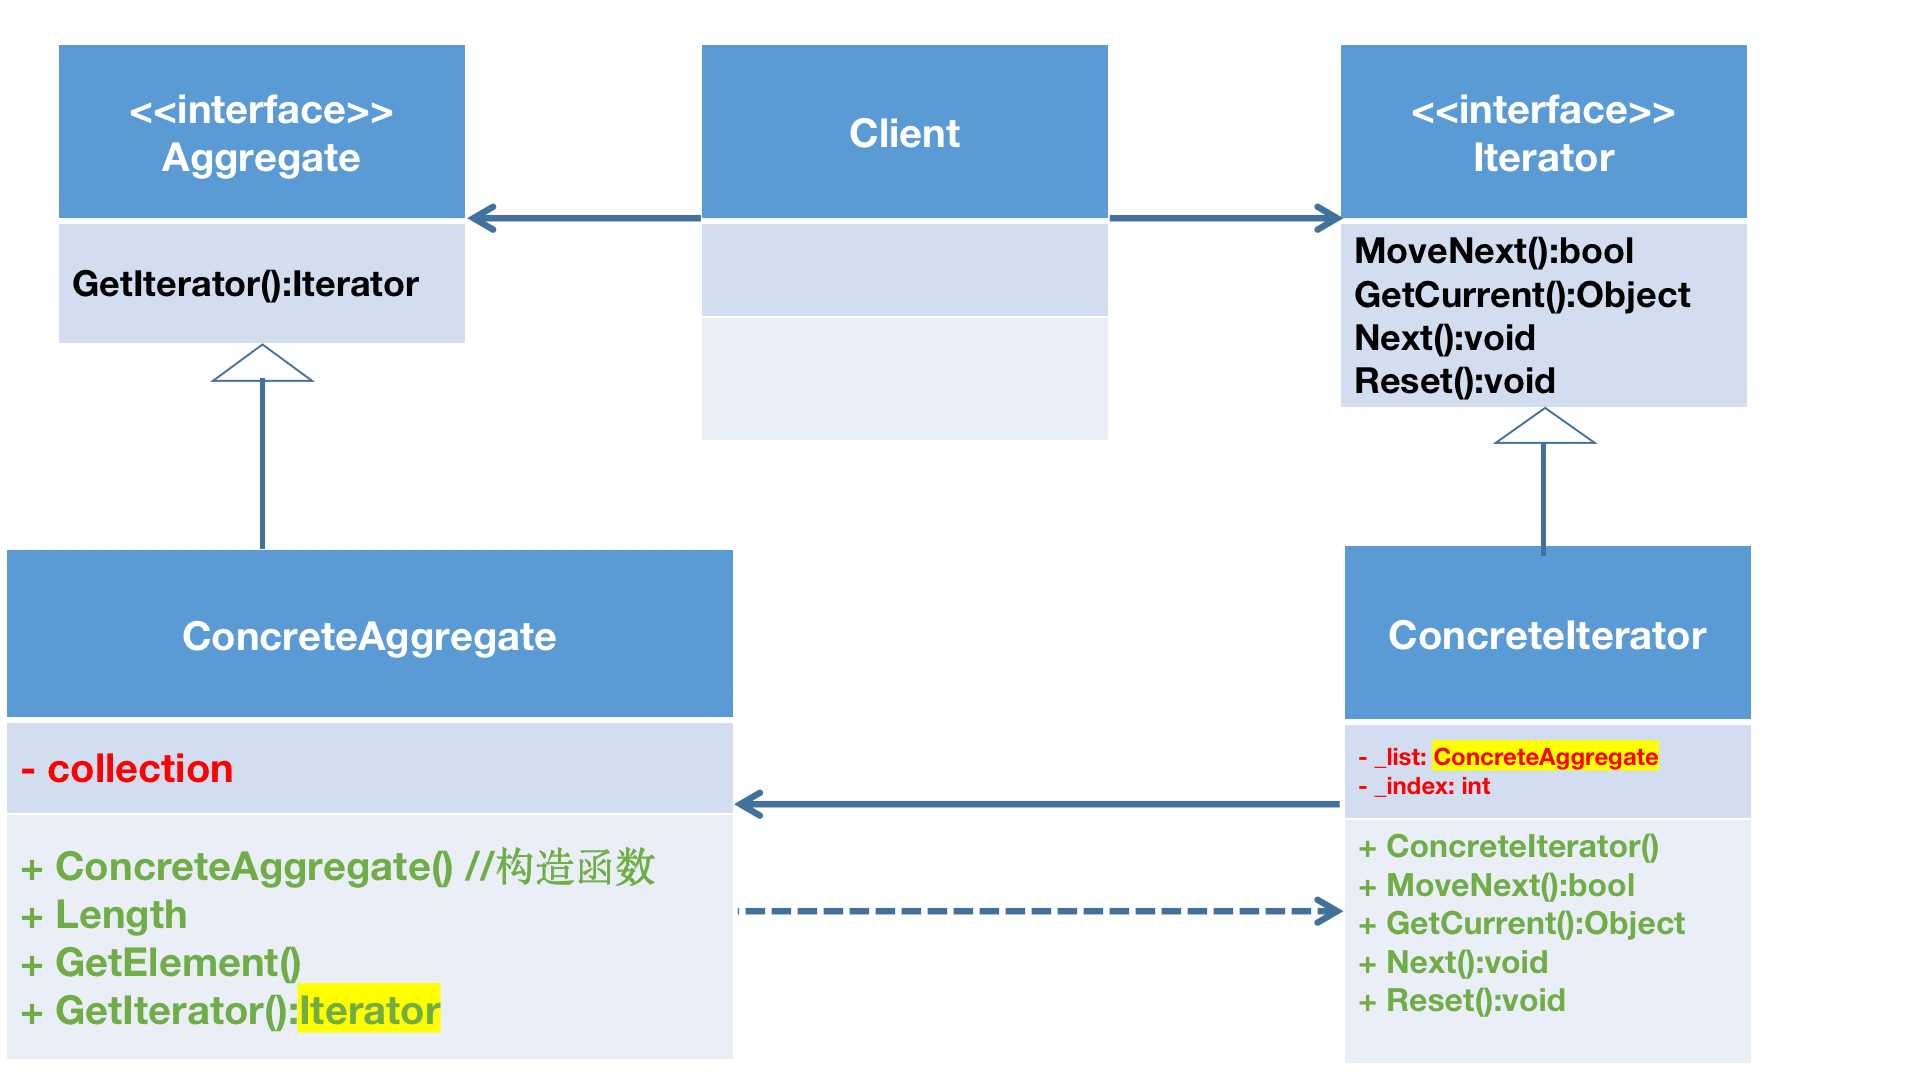 <<interface>>
Aggregate
GetIterator():Iterator
Client
<<interface>>
Iterator
MoveNext():bool
GetCurrent():Object
Next():void
Reset():void
ConcreteAggregate
- collection
+ ConcreteAggregate() //构造函数
+ Length
+ GetElement()
+ GetIterator():Iterator
ConcreteIterator
- _list: ConcreteAggregate
- _index: int
+ ConcreteIterator()
+ MoveNext():bool
+ GetCurrent():Object
+ Next():void
+ Reset():void